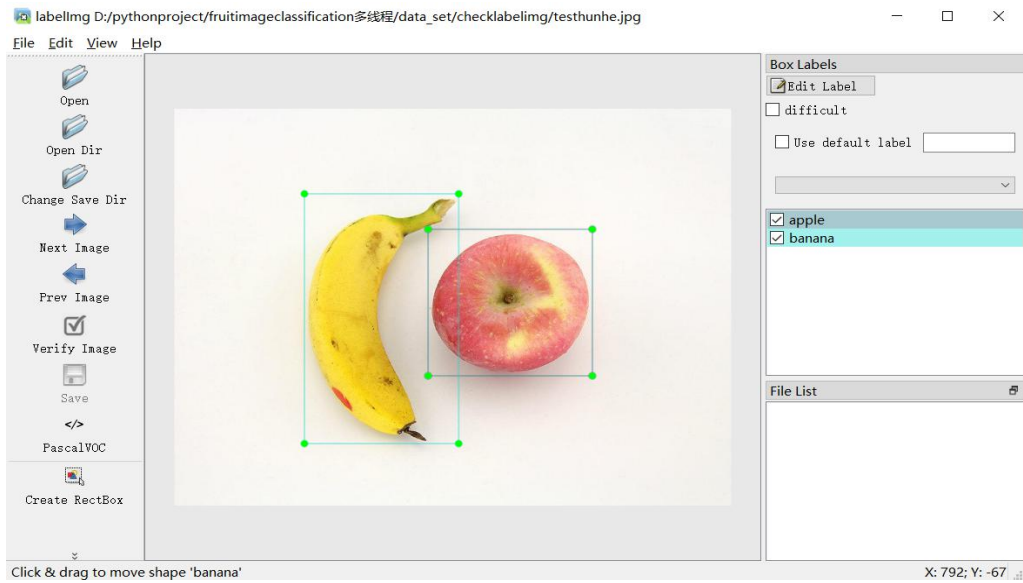 labelImg D:/pythonproject/fruitimageclassification多线程/data_set/checklabelimg/testhunhe.jpg
File Edit View Help
Open
Open Dir
Change Save Dir
Next Image
Prev Image
Verify Image
Save
</>
PascalVOC
Create RectBox
Box Labels
Edit Label
difficult
Use default label
apple
banana
File List
Click & drag to move shape 'banana'
X: 792; Y: -67